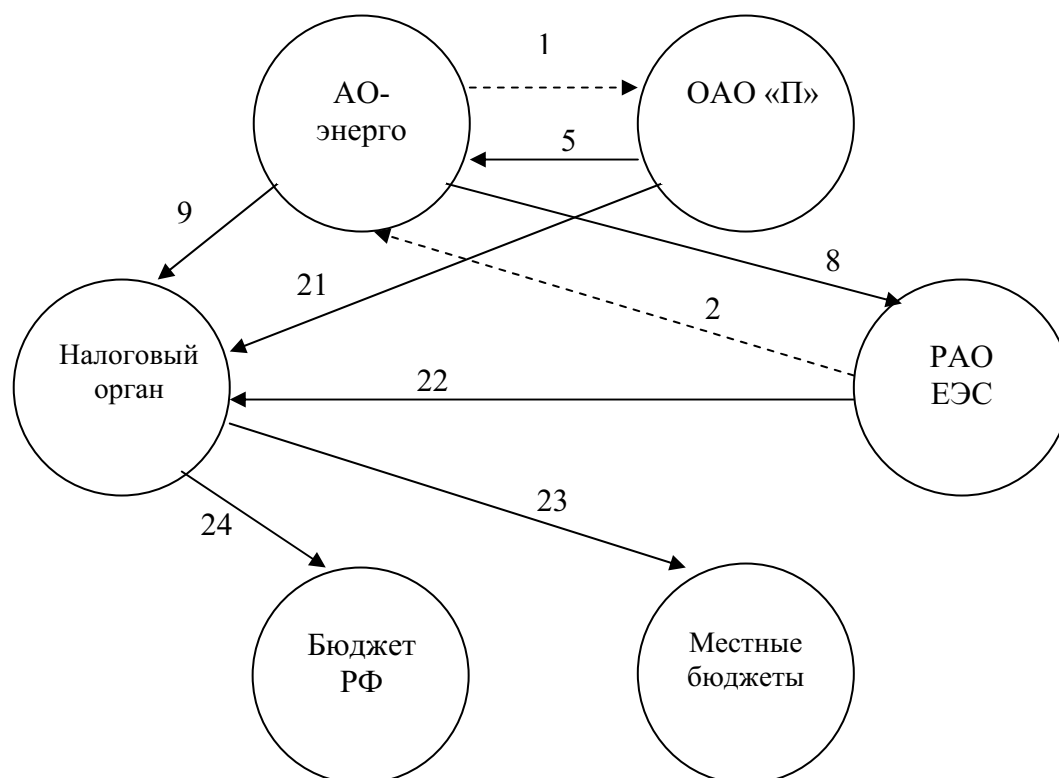 1
АО-
энерго
ОАО «П»
5
9
8
21
2
Налоговый
орган
РАО
ЕЭС
22
23
24
Бюджет
РФ
Местные
бюджеты